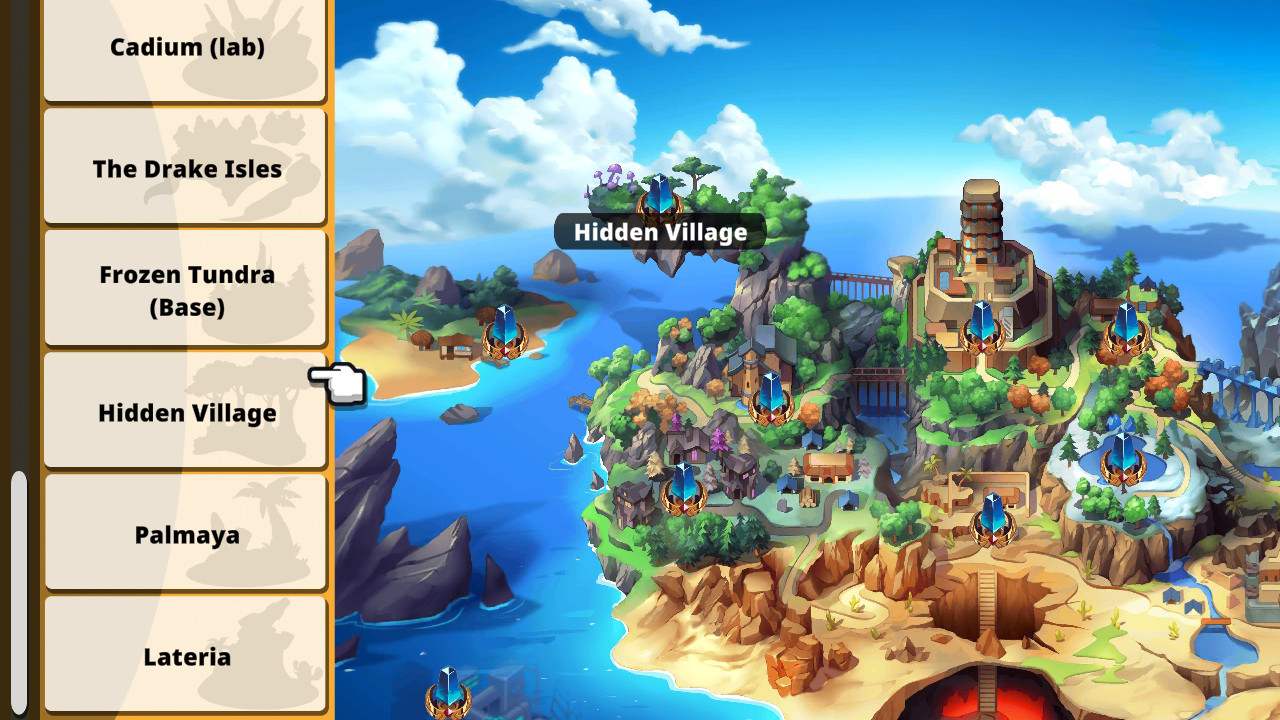 Cadium (lab)
The Drake Isles
Frozen Tundra
(Base)
Hidden Village
Palmaya
Lateria
Hidden Village